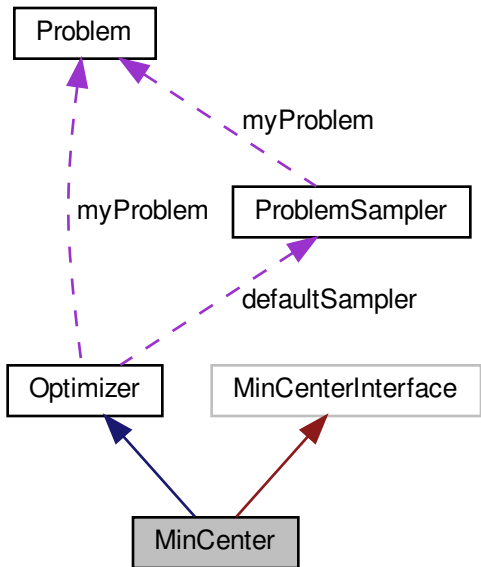 Problem
myProblem
ProblemSampler
myProblem
defaultSampler
Optimizer
MinCenterInterface
MinCenter